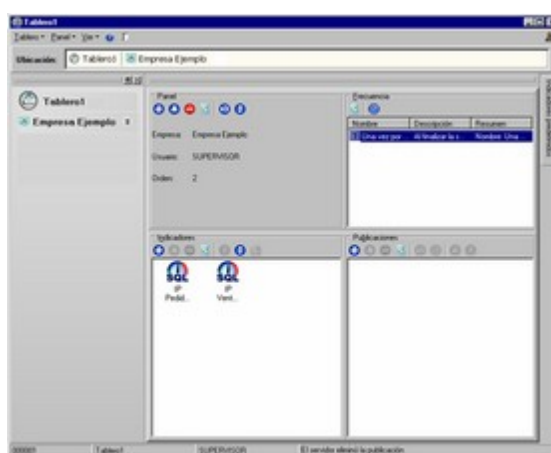 Tablero1
Tablero Panel Ver
Ubicación: Tablero1 Empresa Ejemplo
Tablero1
Empresa Ejemplo
Panel
Empresa: Empresa Ejemplo
Usuario: SUPERVISOR
Orden: 2
Frecuencia
Nombre Descripción Resumen
Una vez por Al finalizar la s Nombre: Una
Indicadores
IP
Pedid...
IP
Vent...
Publicaciones
000001 Tablero1 SUPERVISOR El servidor eliminó la publicación